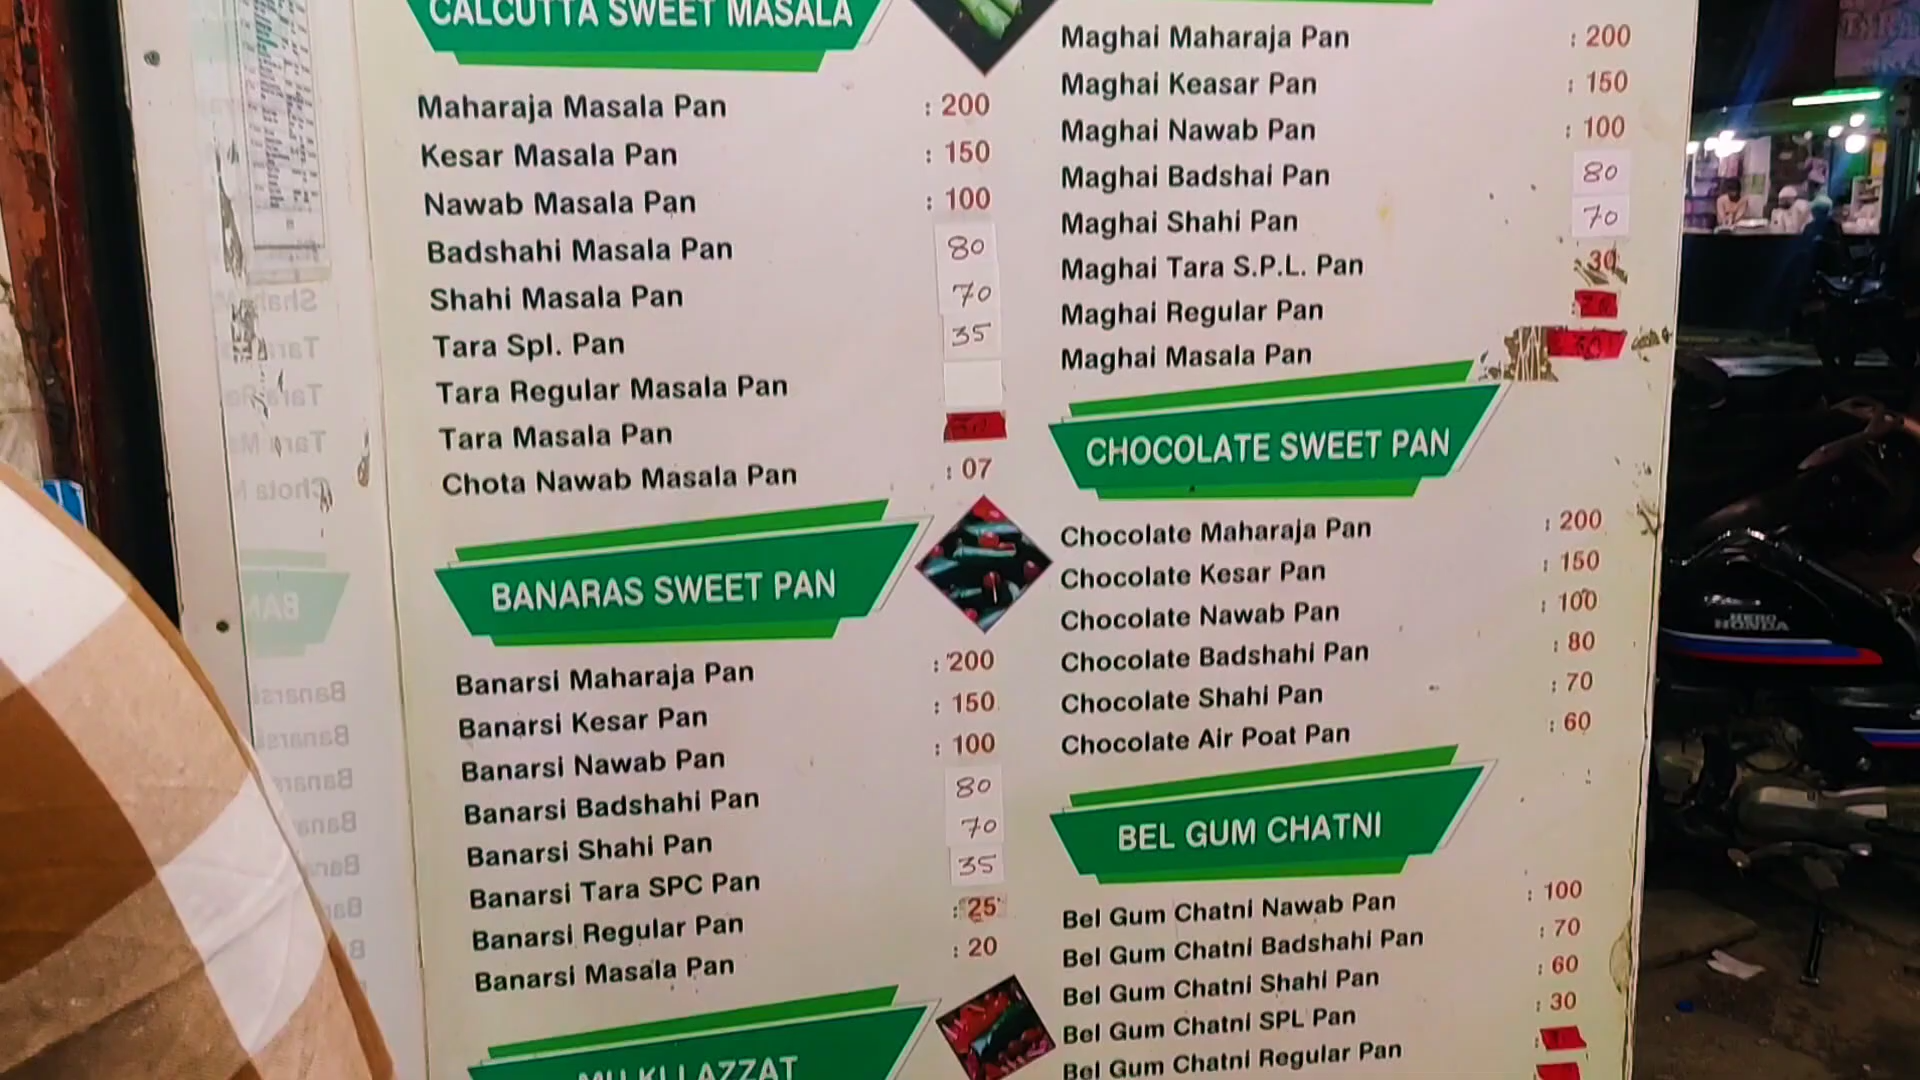 CALCUTTA SWEET MASALA
Maharaja Masala Pan : 200
Kesar Masala Pan : 150
Nawab Masala Pan : 100
Badshahi Masala Pan 80
Shahi Masala Pan 70
Tara Spl. Pan 35
Tara Regular Masala Pan
Tara Masala Pan
Chota Nawab Masala Pan : 07
BANARAS SWEET PAN
Banarsi Maharaja Pan : 200
Banarsi Kesar Pan : 150
Banarsi Nawab Pan : 100
Banarsi Badshahi Pan 80
Banarsi Shahi Pan 70
Banarsi Tara SPC Pan 35
Banarsi Regular Pan : 25
Banarsi Masala Pan : 20
Maghai Maharaja Pan : 200
Maghai Keasar Pan : 150
Maghai Nawab Pan : 100
Maghai Badshai Pan 80
Maghai Shahi Pan 70
Maghai Tara S.P.L. Pan 30
Maghai Regular Pan
Maghai Masala Pan
CHOCOLATE SWEET PAN
Chocolate Maharaja Pan : 200
Chocolate Kesar Pan : 150
Chocolate Nawab Pan : 100
Chocolate Badshahi Pan : 80
Chocolate Shahi Pan : 70
Chocolate Air Poat Pan : 60
BEL GUM CHATNI
Bel Gum Chatni Nawab Pan : 100
Bel Gum Chatni Badshahi Pan : 70
Bel Gum Chatni Shahi Pan : 60
Bel Gum Chatni SPL Pan : 30
Bel Gum Chatni Regular Pan :
HERO
HONDA